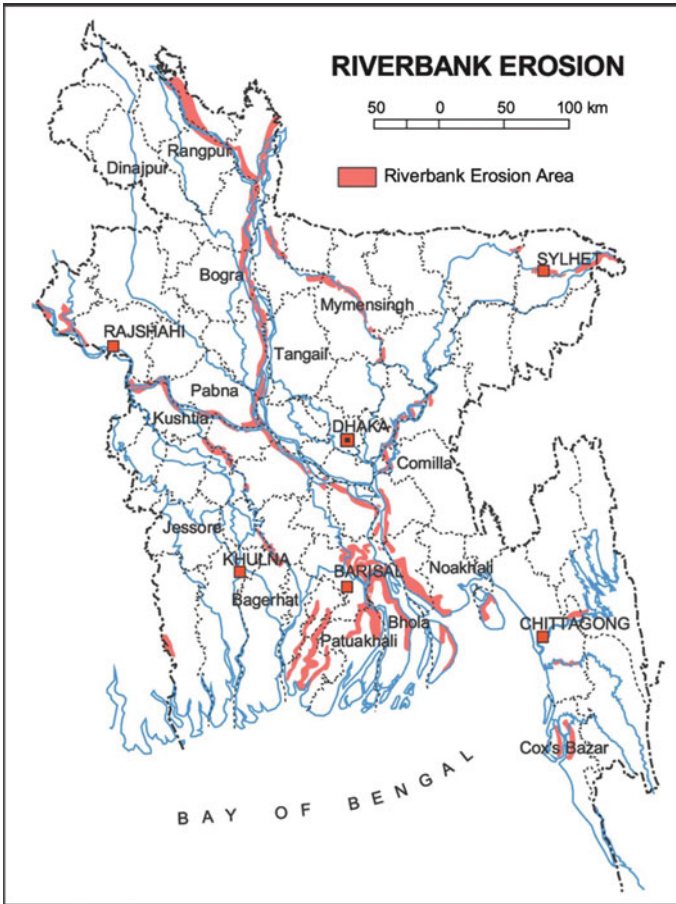 RIVERBANK EROSION
50 0 50 100 km
Riverbank Erosion Area
Rangpur
Dinajpur
SYLHET
Bogra
Mymensingh
RAJSHAHI
Tangail
Pabna
Kushtia
DHAKA
Comilla
Jessore
KHULNA
BARISAL
Noakhali
Bagerhat
Bhola
CHITTAGONG
Patuakhali
Cox's Bazar
BAY OF BENGAL